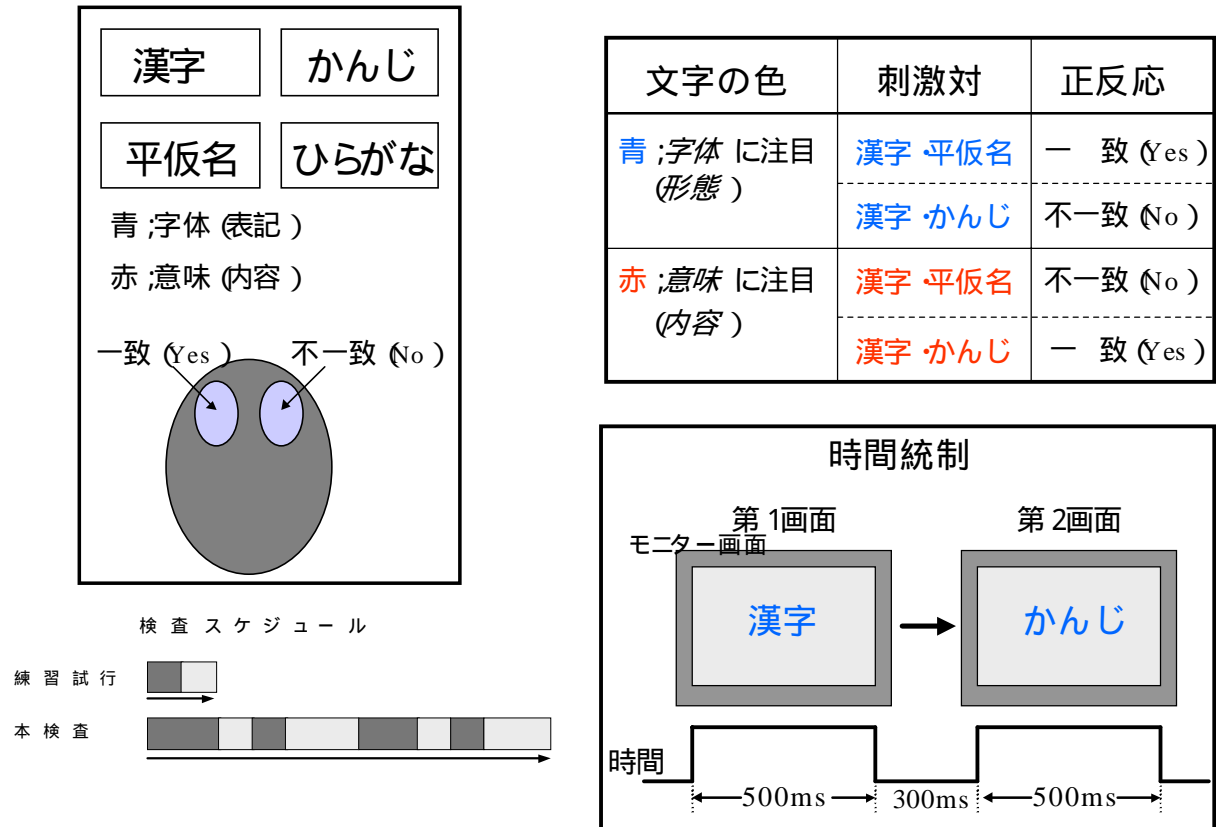 漢字 かんじ
平仮名 ひらがな
青;字体(表記)
赤;意味(内容)
一致(Yes) 不一致(No)
検査スケジュール
練習試行
本検査
文字の色 刺激対 正反応
青;字体に注目 漢字・平仮名 一 致(Yes)
(形態)
漢字・かんじ 不一致(No)
赤;意味に注目 漢字・平仮名 不一致(No)
(内容)
漢字・かんじ 一 致(Yes)
時間統制
第1画面 第2画面
モニター画面
漢字 かんじ
時間
500ms 300ms 500ms